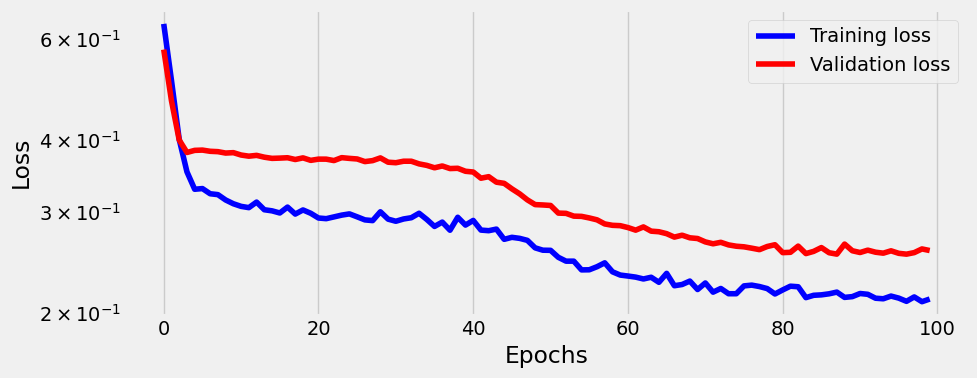 Training loss
Validation loss
6 × 10⁻¹
4 × 10⁻¹
3 × 10⁻¹
2 × 10⁻¹
Loss
0 20 40 60 80 100
Epochs